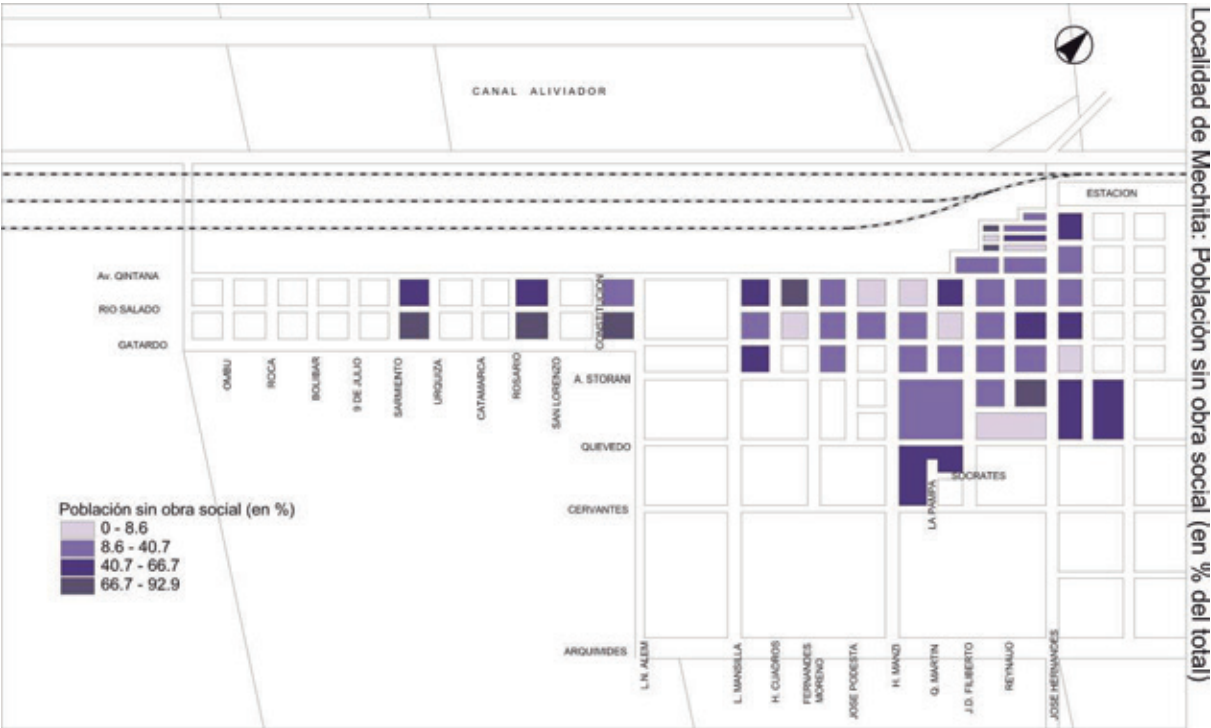 Localidad de Mechita: Población sin obra social (en % del total)
CANAL ALIVIADOR
ESTACION
Av. QINTANA
RIO SALADO
GATARDO
OMBU
ROCA
BOLIBAR
9 DE JULIO
SARMIENTO
URQUIZA
CATAMARCA
ROSARIO
SAN LORENZO
CONSTITUCION
A. STORANI
QUEVEDO
SOCRATES
LA PAMPA
CERVANTES
Población sin obra social (en %)
0 - 8.6
8.6 - 40.7
40.7 - 66.7
66.7 - 92.9
ARQUIMIDES
L.N. ALEM
L. MANSILLA
H. CUADROS
FERNANDES
MORENO
JOSE PODESTA
H. MANZI
Q. MARTIN
J.D. FILIBERTO
REYNALIO
JOSE HERNANDES